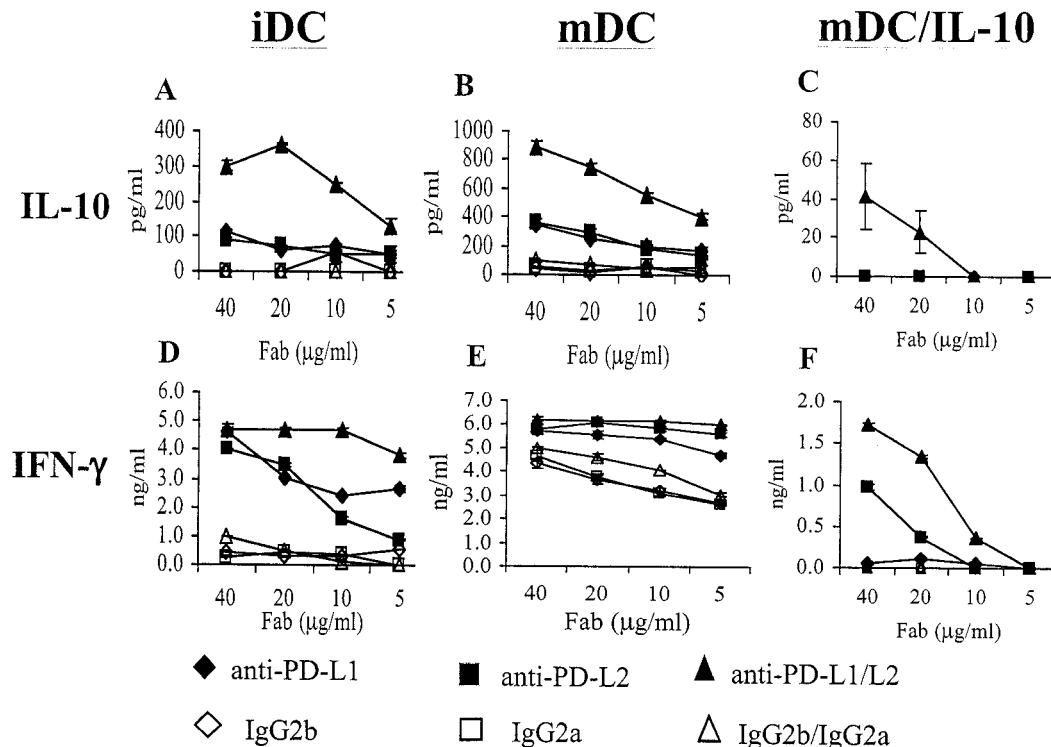 iDC mDC mDC/IL-10
A B C
IL-10
pg/ml
400
300
200
100
0
40 20 10 5
Fab (μg/ml)
pg/ml
1000
800
600
400
200
0
40 20 10 5
Fab (μg/ml)
pg/ml
80
60
40
20
0
40 20 10 5
Fab (μg/ml)
D E F
IFN-γ
ng/ml
6.0
5.0
4.0
3.0
2.0
1.0
0.0
40 20 10 5
Fab (μg/ml)
ng/ml
7.0
6.0
5.0
4.0
3.0
2.0
1.0
0.0
40 20 10 5
Fab (μg/ml)
ng/ml
2.0
1.5
1.0
0.5
0.0
40 20 10 5
Fab (μg/ml)
anti-PD-L1 anti-PD-L2 anti-PD-L1/L2
IgG2b IgG2a IgG2b/IgG2a